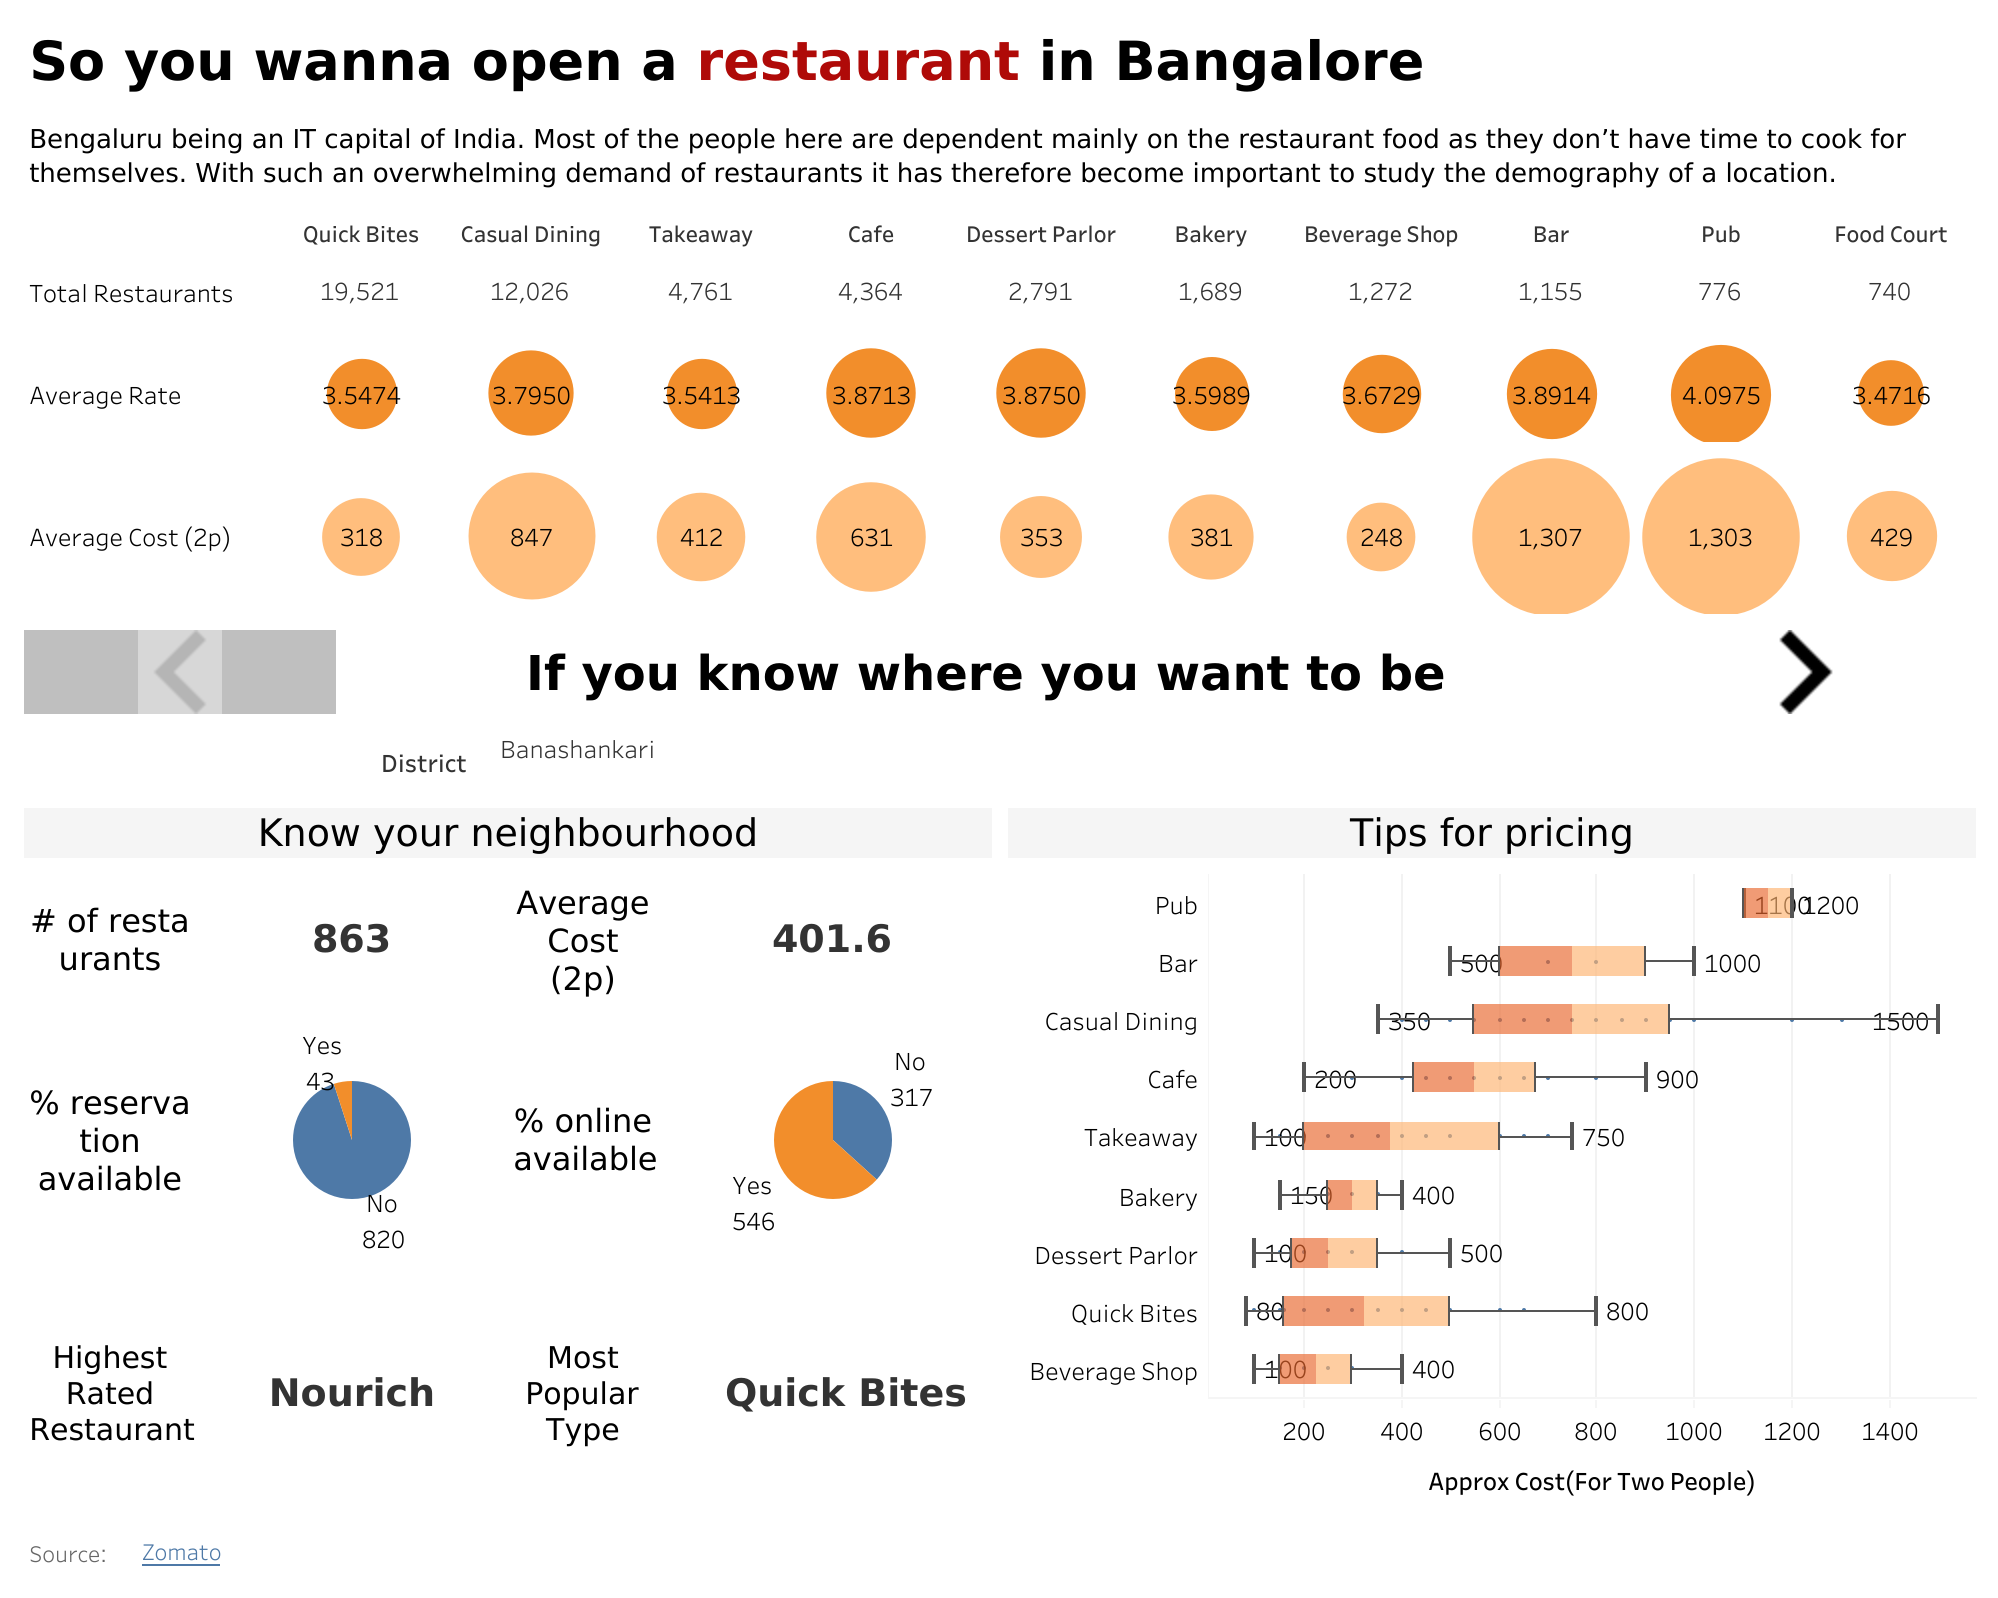 So you wanna open a restaurant in Bangalore
Bengaluru being an IT capital of India. Most of the people here are dependent mainly on the restaurant food as they don’t have time to cook for
themselves. With such an overwhelming demand of restaurants it has therefore become important to study the demography of a location.
Quick Bites Casual Dining Takeaway Cafe Dessert Parlor Bakery Beverage Shop Bar Pub Food Court
Total Restaurants 19,521 12,026 4,761 4,364 2,791 1,689 1,272 1,155 776 740
Average Rate 3.5474 3.7950 3.5413 3.8713 3.8750 3.5989 3.6729 3.8914 4.0975 3.4716
Average Cost (2p) 318 847 412 631 353 381 248 1,307 1,303 429
If you know where you want to be
District Banashankari
Know your neighbourhood
# of resta
urants
863
Average
Cost
(2p)
401.6
% reserva
tion
available
Yes
43
No
820
% online
available
No
317
Yes
546
Highest
Rated
Restaurant
Nourich
Most
Popular
Type
Quick Bites
Tips for pricing
Pub 1100 1200
Bar 500 1000
Casual Dining 350 1500
Cafe 200 900
Takeaway 100 750
Bakery 150 400
Dessert Parlor 100 500
Quick Bites 80 800
Beverage Shop 100 400
200 400 600 800 1000 1200 1400
Approx Cost(For Two People)
Source: Zomato